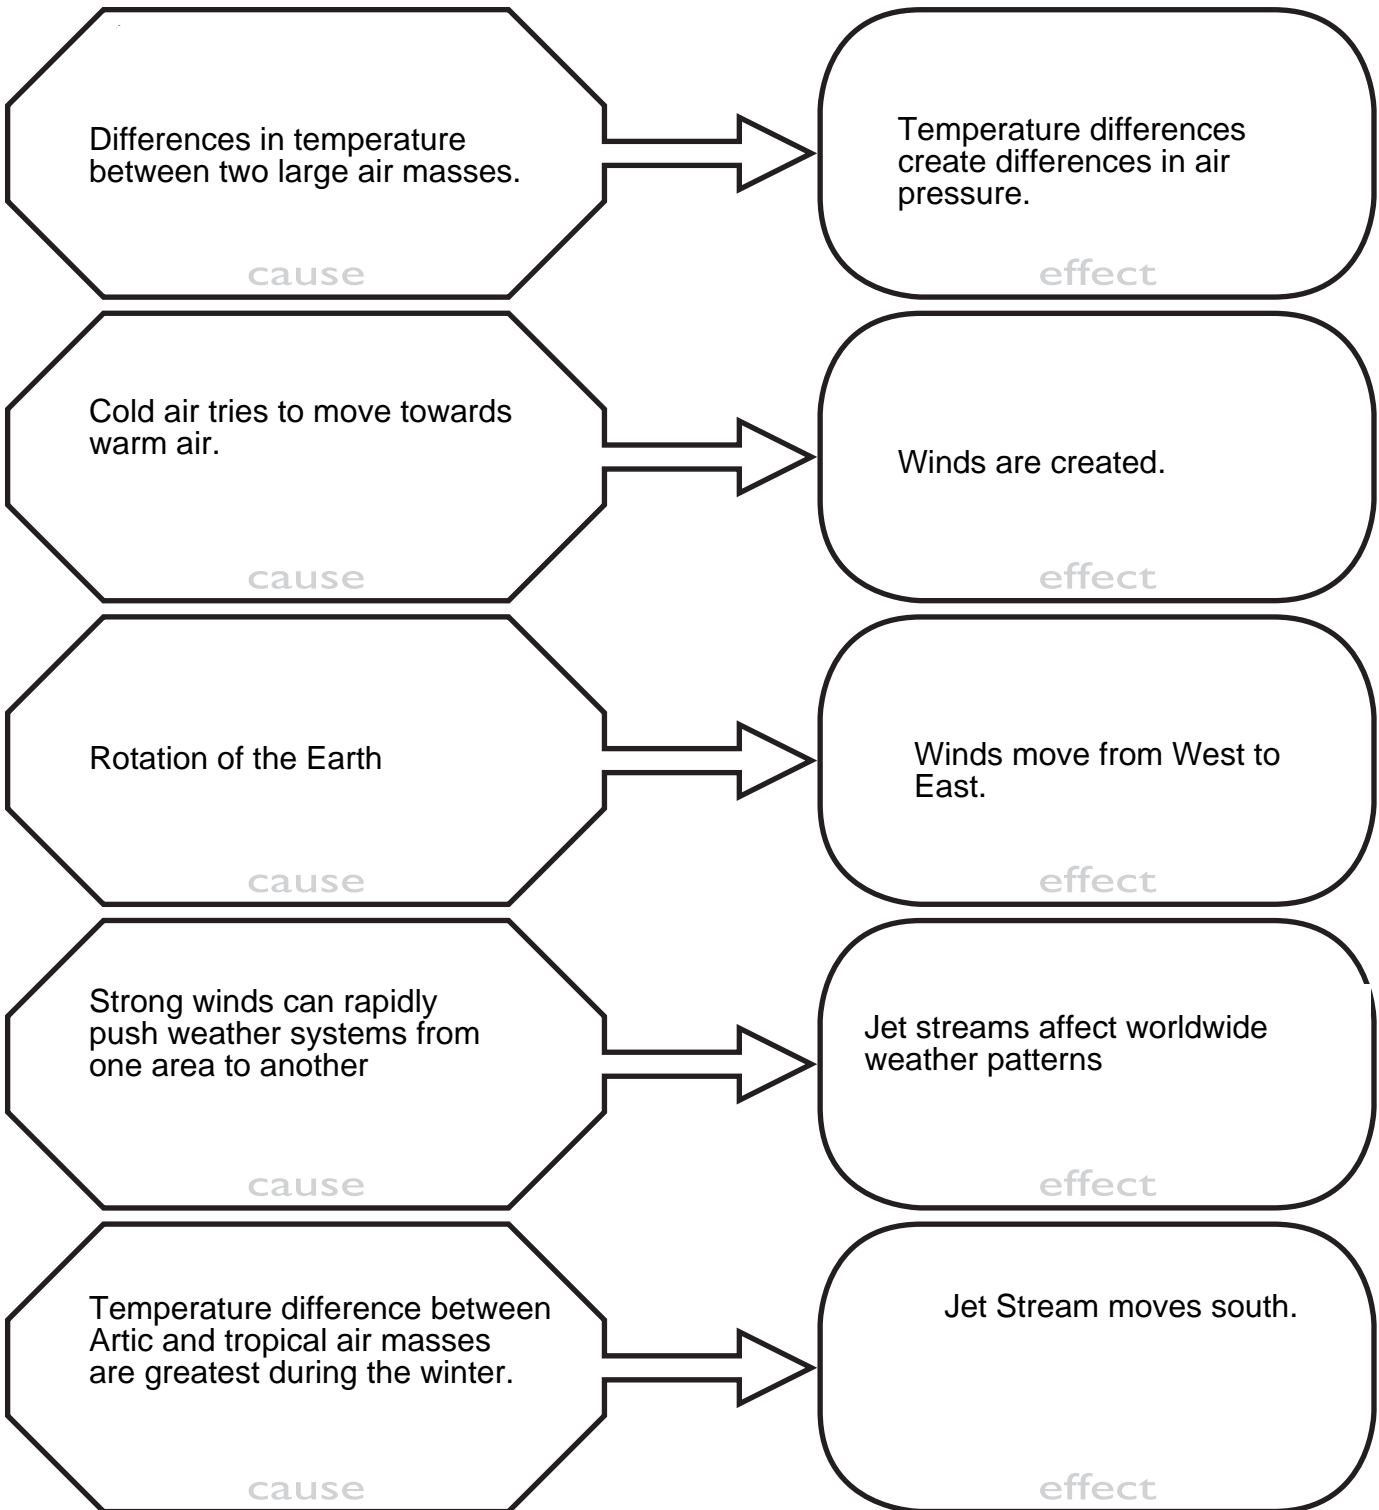 Differences in temperature
between two large air masses.
cause
Temperature differences
create differences in air
pressure.
effect
Cold air tries to move towards
warm air.
cause
Winds are created.
effect
Rotation of the Earth
cause
Winds move from West to
East.
effect
Strong winds can rapidly
push weather systems from
one area to another
cause
Jet streams affect worldwide
weather patterns
effect
Temperature difference between
Artic and tropical air masses
are greatest during the winter.
cause
Jet Stream moves south.
effect